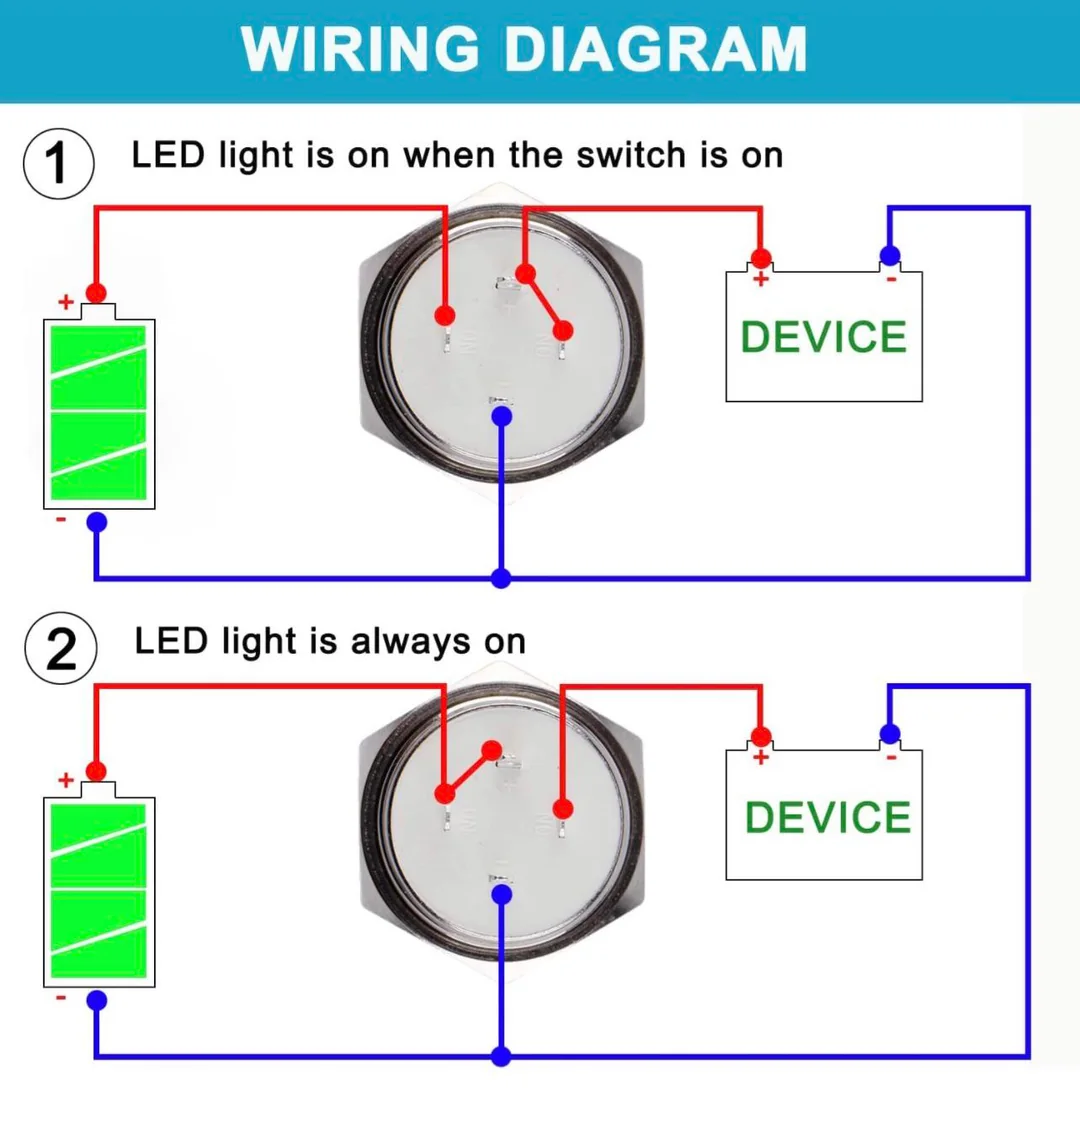 WIRING DIAGRAM
1 LED light is on when the switch is on
+
+ -
DEVICE
-
2 LED light is always on
+
+ -
DEVICE
-